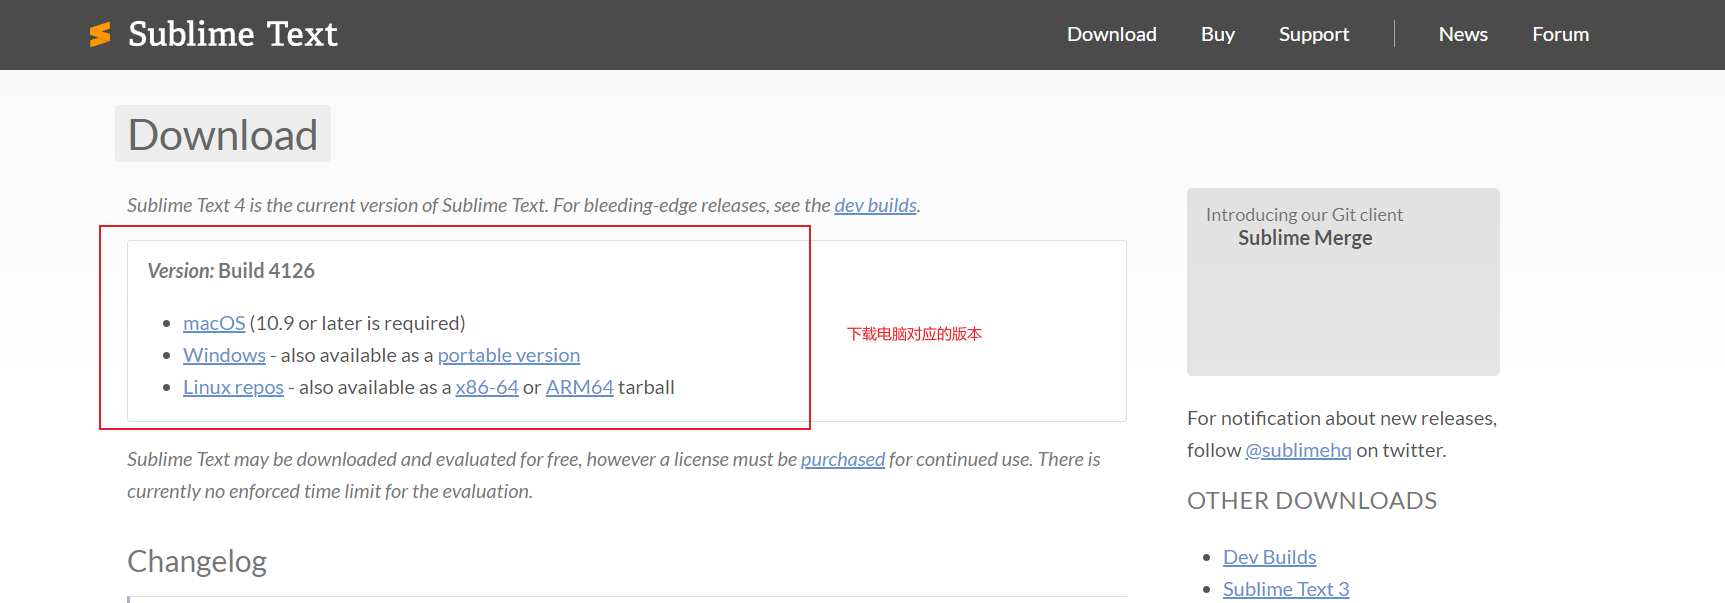 Sublime Text
Download Buy Support News Forum
Download
Sublime Text 4 is the current version of Sublime Text. For bleeding-edge releases, see the dev builds.
Version: Build 4126
• macOS (10.9 or later is required)
• Windows - also available as a portable version
• Linux repos - also available as a x86-64 or ARM64 tarball
下载电脑对应的版本
Sublime Text may be downloaded and evaluated for free, however a license must be purchased for continued use. There is
currently no enforced time limit for the evaluation.
Changelog
Introducing our Git client
Sublime Merge
For notification about new releases,
follow @sublimehq on twitter.
OTHER DOWNLOADS
• Dev Builds
• Sublime Text 3